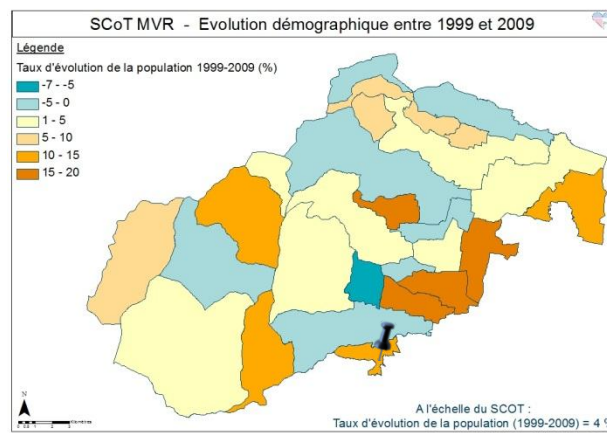 SCoT MVR - Evolution démographique entre 1999 et 2009
Légende
Taux d'évolution de la population 1999-2009 (%)
-7 - -5
-5 - 0
1 - 5
5 - 10
10 - 15
15 - 20
N
A l'échelle du SCOT :
Taux d'évolution de la population (1999-2009) = 4 %